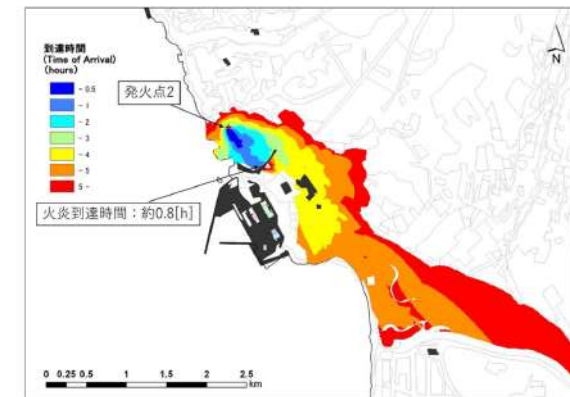 到達時間
(Time of Arrival)
(hours)
- 0.5
- 1
- 2
- 3
- 4
- 5
5 -
発火点2
火炎到達時間：約0.8[h]
N
0 0.25 0.5 1 1.5 2 2.5
km